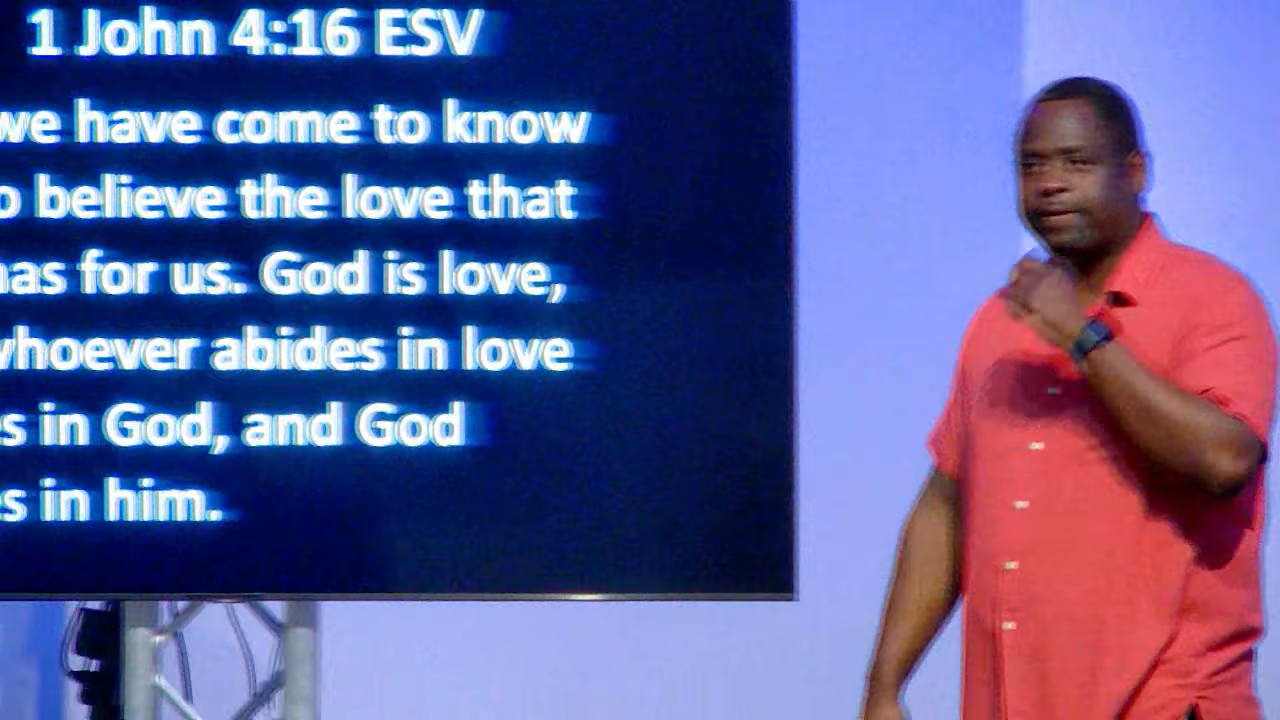 1 John 4:16 ESV
we have come to know
o believe the love that
has for us. God is love,
whoever abides in love
s in God, and God
s in him.